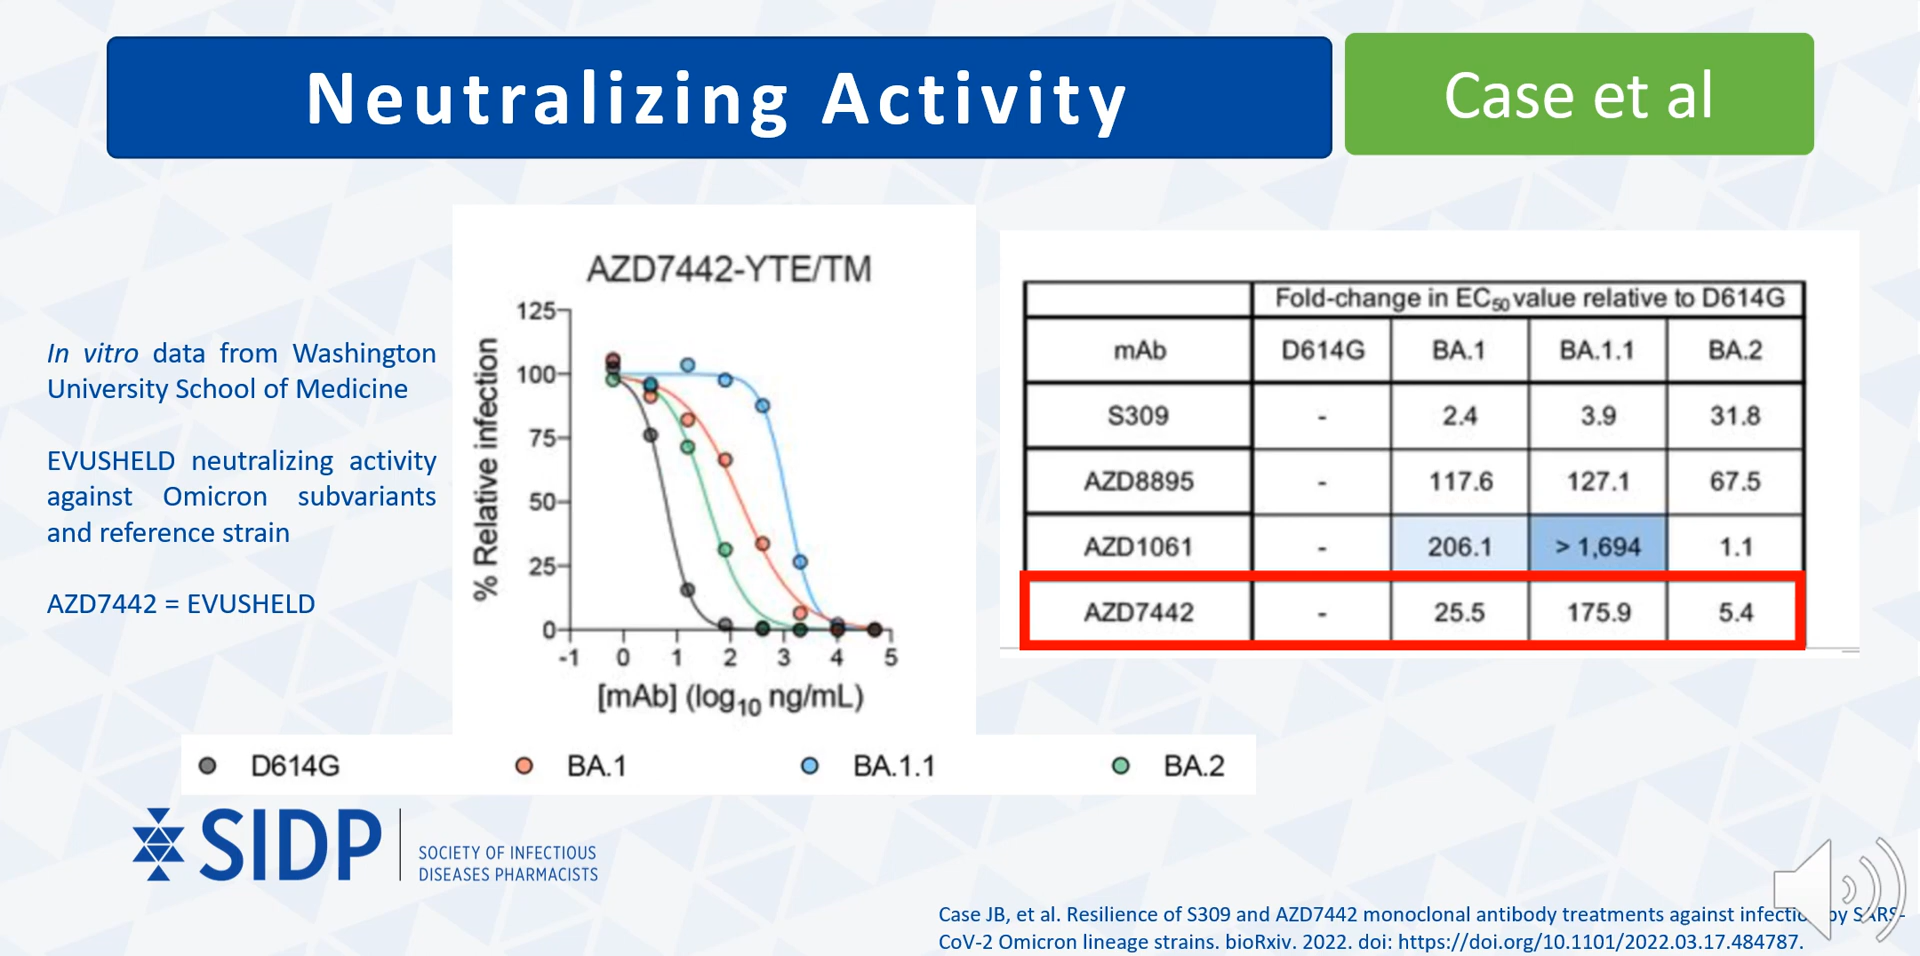 Neutralizing Activity
Case et al
In vitro data from Washington
University School of Medicine
EVUSHELD neutralizing activity
against Omicron subvariants
and reference strain
AZD7442 = EVUSHELD
AZD7442-YTE/TM
% Relative infection
125
100
75
50
25
0
-1 0 1 2 3 4 5
[mAb] (log10 ng/mL)
D614G BA.1 BA.1.1 BA.2
Fold-change in EC50 value relative to D614G
mAb D614G BA.1 BA.1.1 BA.2
S309 - 2.4 3.9 31.8
AZD8895 - 117.6 127.1 67.5
AZD1061 - 206.1 > 1,694 1.1
AZD7442 - 25.5 175.9 5.4
SIDP
SOCIETY OF INFECTIOUS
DISEASES PHARMACISTS
Case JB, et al. Resilience of S309 and AZD7442 monoclonal antibody treatments against infection by SARS-
CoV-2 Omicron lineage strains. bioRxiv. 2022. doi: https://doi.org/10.1101/2022.03.17.484787.